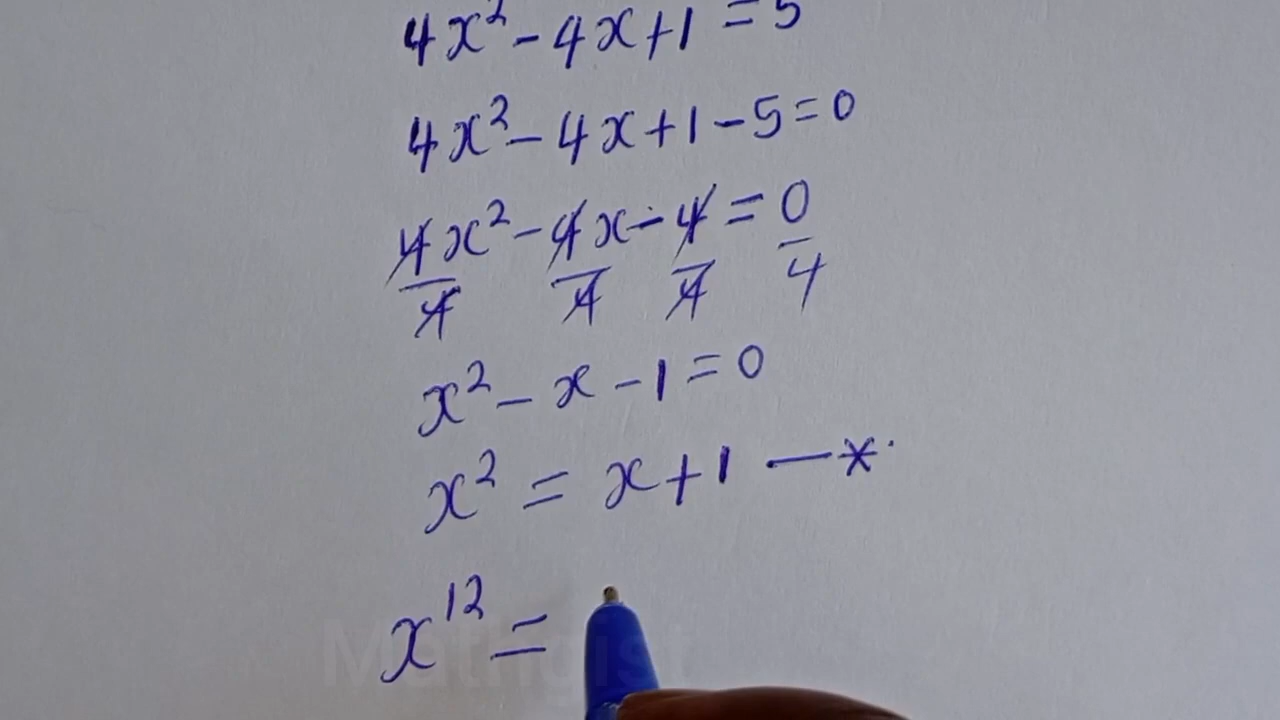 4x² - 4x + 1 = 5
4x² - 4x + 1 - 5 = 0
4x² - 4x - 4 = 0
4 4 4 4
x² - x - 1 = 0
x² = x + 1 — *
x¹² =
Mathgist